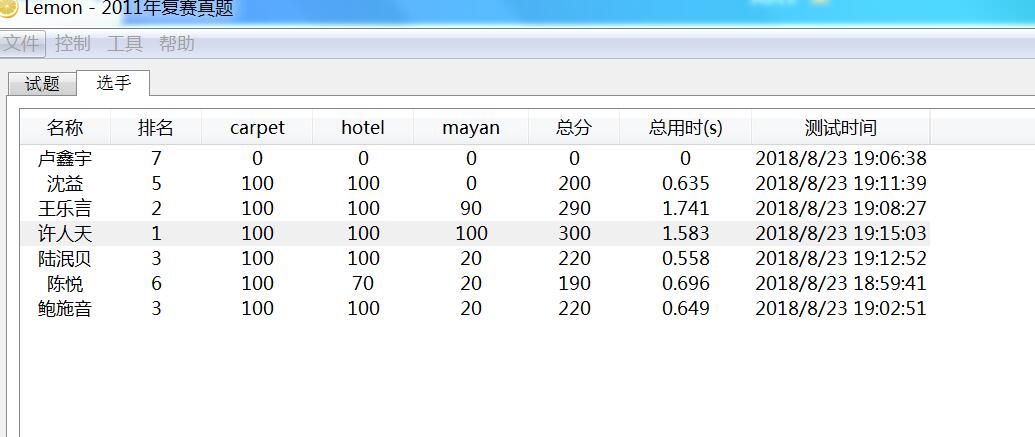 Lemon - 2011年复赛真题
文件 控制 工具 帮助
试题 选手
名称 排名 carpet hotel mayan 总分 总用时(s) 测试时间
卢鑫宇 7 0 0 0 0 0 2018/8/23 19:06:38
沈益 5 100 100 0 200 0.635 2018/8/23 19:11:39
王乐言 2 100 100 90 290 1.741 2018/8/23 19:08:27
许人天 1 100 100 100 300 1.583 2018/8/23 19:15:03
陆泯贝 3 100 100 20 220 0.558 2018/8/23 19:12:52
陈悦 6 100 70 20 190 0.696 2018/8/23 18:59:41
鲍施音 3 100 100 20 220 0.649 2018/8/23 19:02:51